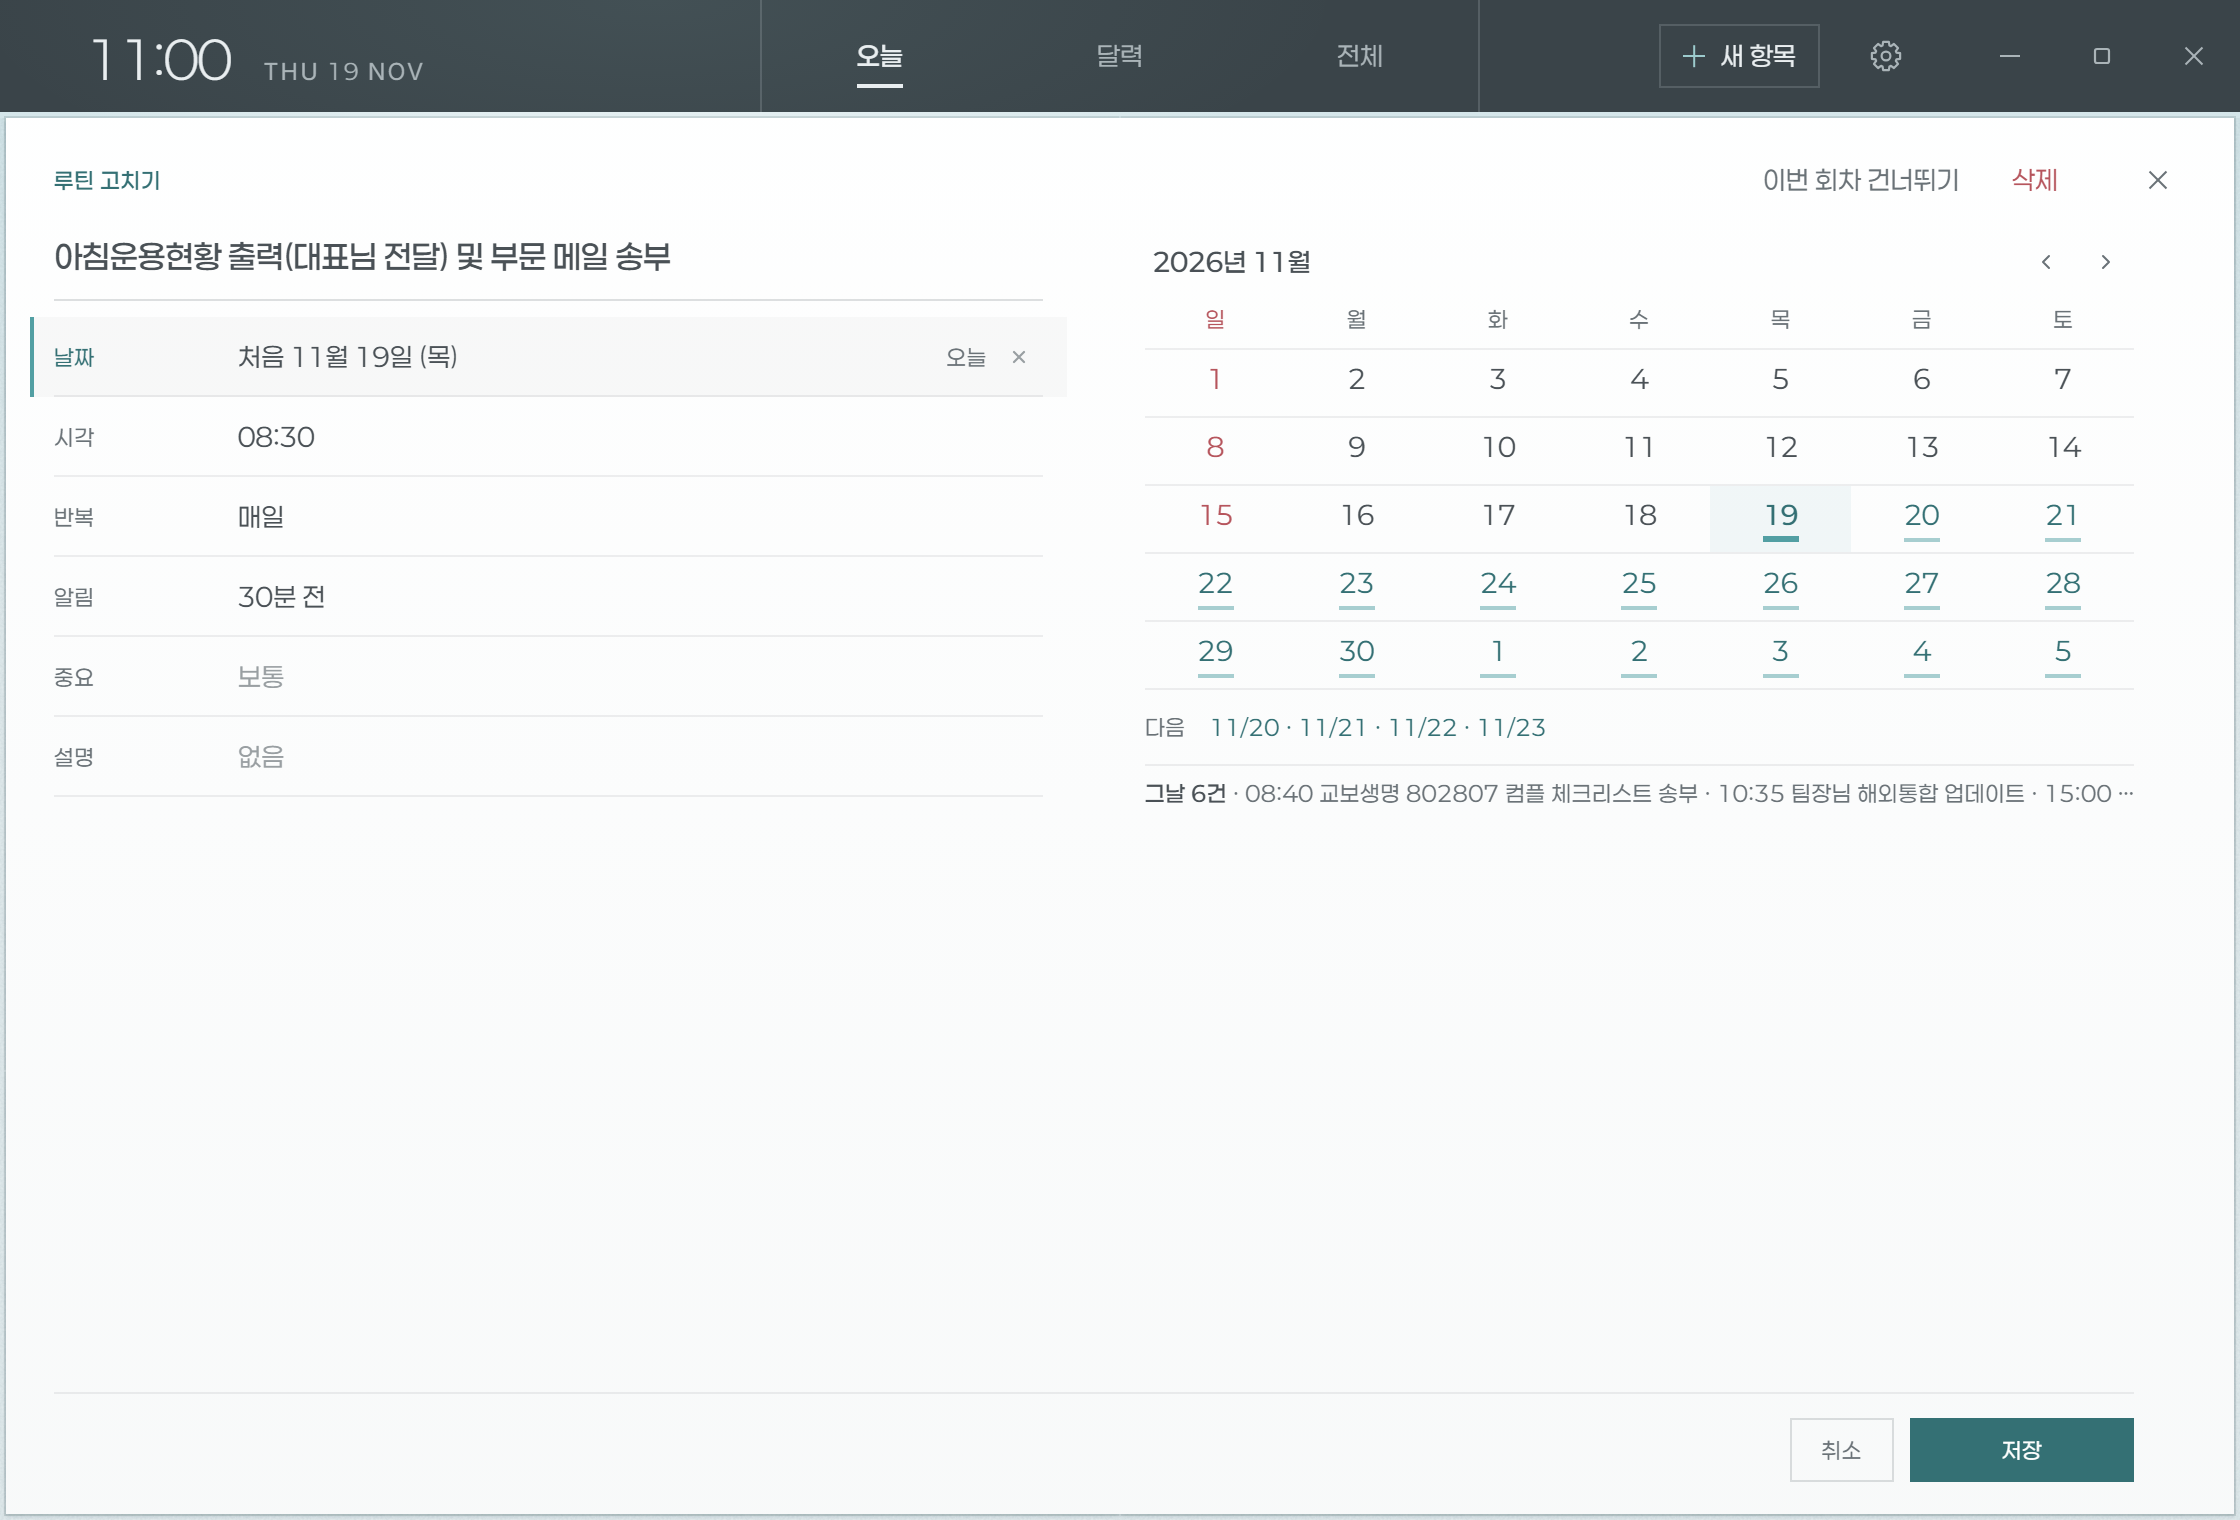 11:00 THU 19 NOV 오늘 달력 전체 + 새 항목
루틴 고치기 이번 회차 건너뛰기 삭제
아침운용현황 출력(대표님 전달) 및 부문 메일 송부
날짜 처음 11월 19일 (목) 오늘
시각 08:30
반복 매일
알림 30분 전
중요 보통
설명 없음
2026년 11월
일 월 화 수 목 금 토
1 2 3 4 5 6 7
8 9 10 11 12 13 14
15 16 17 18 19 20 21
22 23 24 25 26 27 28
29 30 1 2 3 4 5
다음 11/20 · 11/21 · 11/22 · 11/23
그날 6건 · 08:40 교보생명 802807 컴플 체크리스트 송부 · 10:35 팀장님 해외통합 업데이트 · 15:00 …
취소 저장